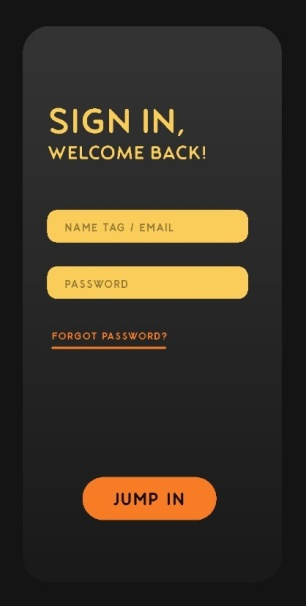 SIGN IN,
WELCOME BACK!
NAME TAG / EMAIL
PASSWORD
FORGOT PASSWORD?
JUMP IN